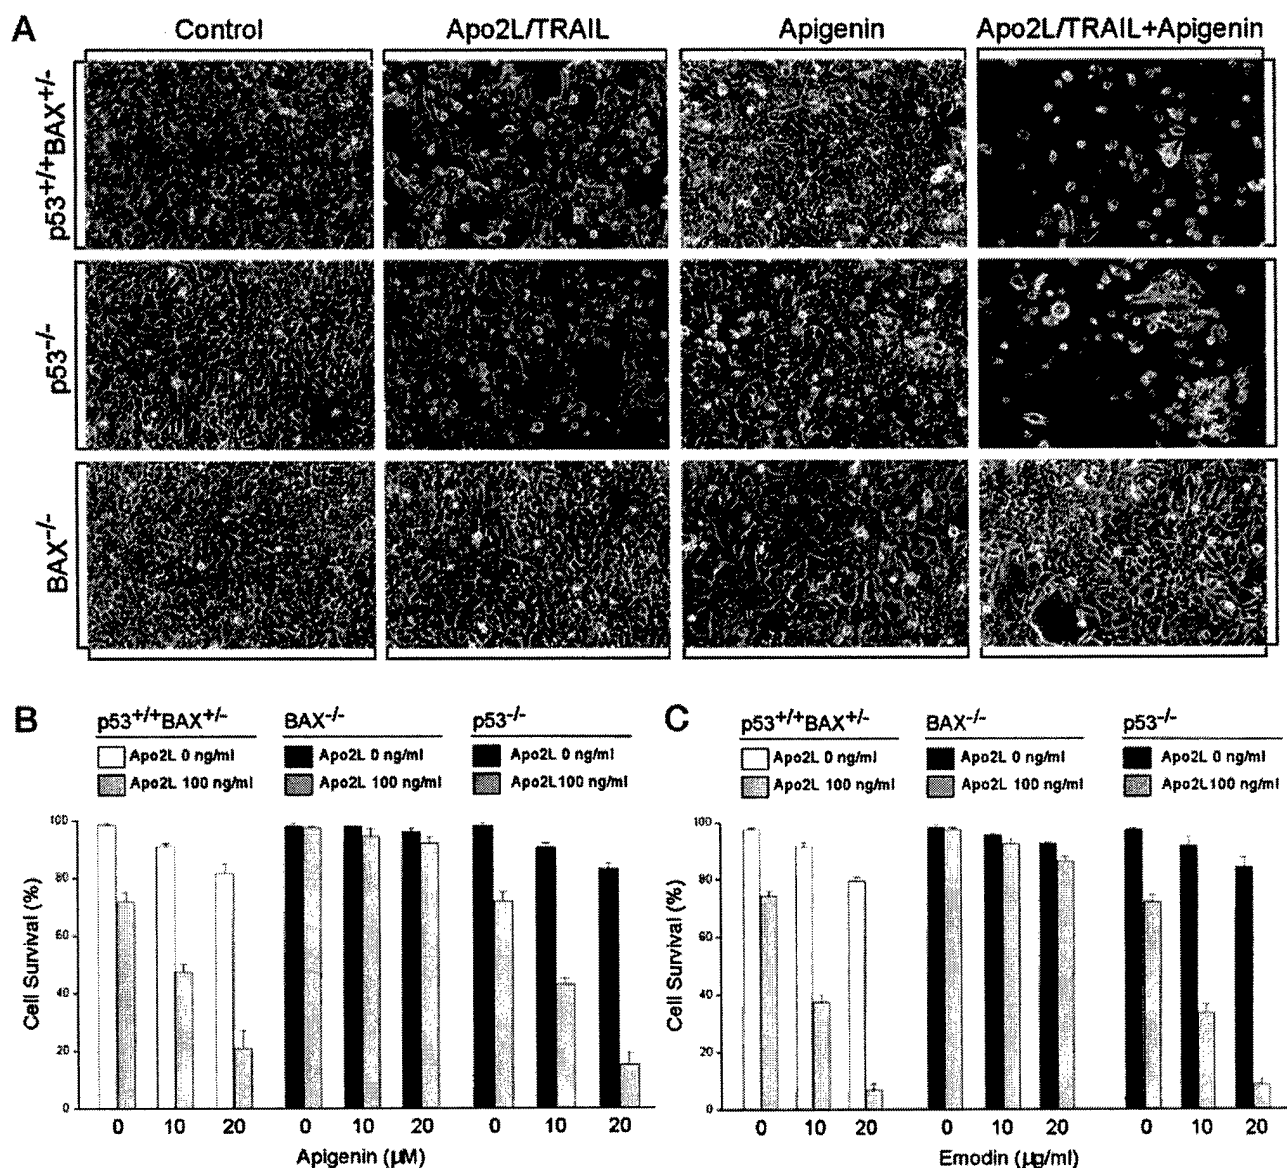 A
Control Apo2L/TRAIL Apigenin Apo2L/TRAIL+Apigenin
p53+/+BAX+/-
p53-/-
BAX-/-
B
p53+/+BAX+/- BAX-/- p53-/-
Apo2L 0 ng/ml Apo2L 0 ng/ml Apo2L 0 ng/ml
Apo2L 100 ng/ml Apo2L 100 ng/ml Apo2L100 ng/ml
Cell Survival (%)
100
80
60
40
20
0
0 10 20 0 10 20 0 10 20
Apigenin (µM)
C
p53+/+BAX+/- BAX-/- p53-/-
Apo2L 0 ng/ml Apo2L 0 ng/ml Apo2L 0 ng/ml
Apo2L 100 ng/ml Apo2L 100 ng/ml Apo2L100 ng/ml
Cell Survival (%)
100
80
60
40
20
0
0 10 20 0 10 20 0 10 20
Emodin (µg/ml)